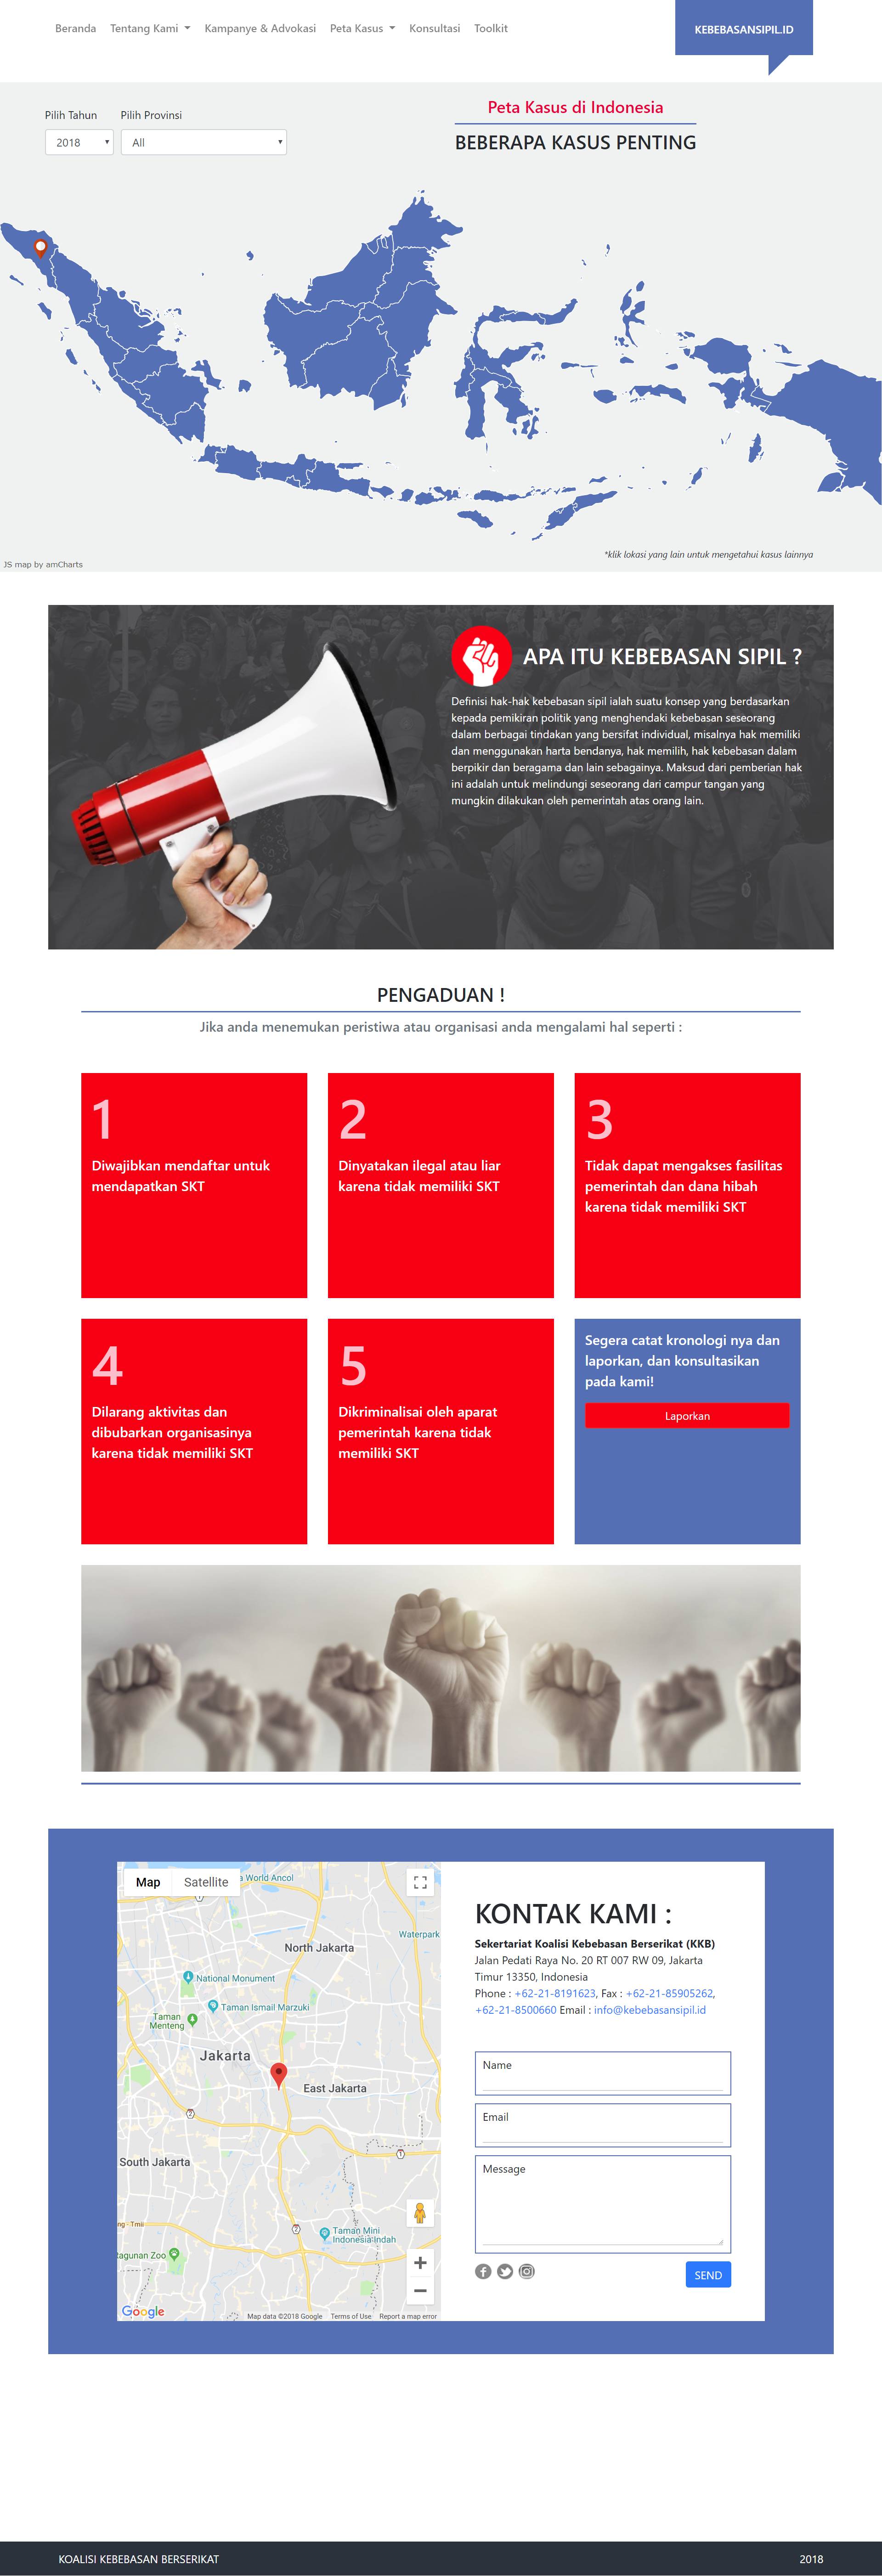 Beranda Tentang Kami Kampanye & Advokasi Peta Kasus Konsultasi Toolkit
KEBEBASANSIPIL.ID
Pilih Tahun Pilih Provinsi
2018 All
Peta Kasus di Indonesia
BEBERAPA KASUS PENTING
*klik lokasi yang lain untuk mengetahui kasus lainnya
JS map by amCharts
APA ITU KEBEBASAN SIPIL ?
Definisi hak-hak kebebasan sipil ialah suatu konsep yang berdasarkan
kepada pemikiran politik yang menghendaki kebebasan seseorang
dalam berbagai tindakan yang bersifat individual, misalnya hak memiliki
dan menggunakan harta bendanya, hak memilih, hak kebebasan dalam
berpikir dan beragama dan lain sebagainya. Maksud dari pemberian hak
ini adalah untuk melindungi seseorang dari campur tangan yang
mungkin dilakukan oleh pemerintah atas orang lain.
PENGADUAN !
Jika anda menemukan peristiwa atau organisasi anda mengalami hal seperti :
1
Diwajibkan mendaftar untuk
mendapatkan SKT
2
Dinyatakan ilegal atau liar
karena tidak memiliki SKT
3
Tidak dapat mengakses fasilitas
pemerintah dan dana hibah
karena tidak memiliki SKT
4
Dilarang aktivitas dan
dibubarkan organisasinya
karena tidak memiliki SKT
5
Dikriminalisai oleh aparat
pemerintah karena tidak
memiliki SKT
Segera catat kronologi nya dan
laporkan, dan konsultasikan
pada kami!
Laporkan
Map Satellite
a World Ancol
Waterpark
North Jakarta
National Monument
Taman Ismail Marzuki
Taman
Menteng
Jakarta
East Jakarta
2
1
South Jakarta
ng - Tmii
2
Taman Mini
Indonesia Indah
Ragunan Zoo
Google
Map data ©2018 Google Terms of Use Report a map error
KONTAK KAMI :
Sekertariat Koalisi Kebebasan Berserikat (KKB)
Jalan Pedati Raya No. 20 RT 007 RW 09, Jakarta
Timur 13350, Indonesia
Phone : +62-21-8191623, Fax : +62-21-85905262,
+62-21-8500660 Email : info@kebebasansipil.id
Name
Email
Message
SEND
KOALISI KEBEBASAN BERSERIKAT 2018